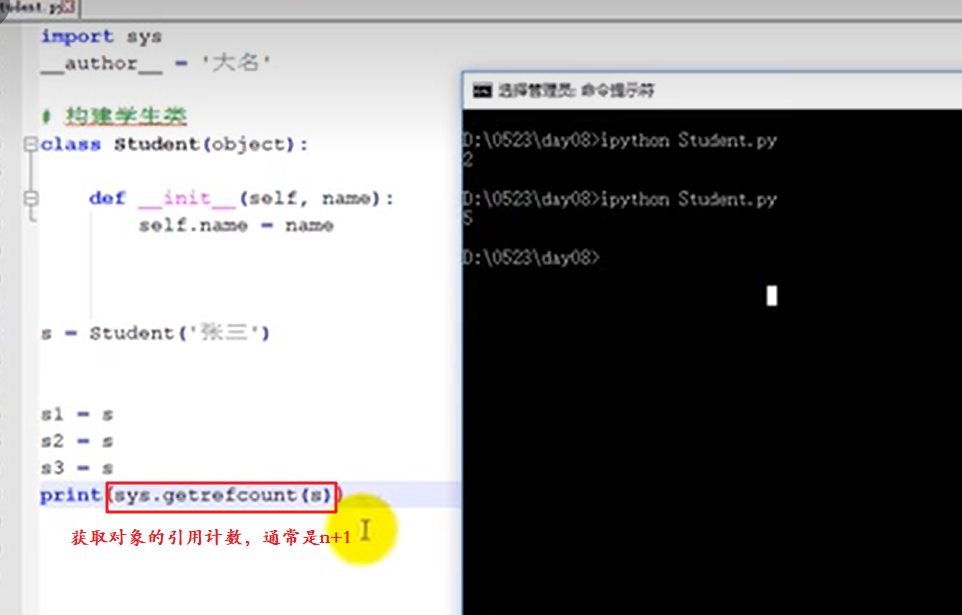 Student.py
import sys
__author__ = '大名'
# 构建学生类
class Student(object):
def __init__(self, name):
self.name = name
s = Student('张三')
s1 = s
s2 = s
s3 = s
print(sys.getrefcount(s))
获取对象的引用计数，通常是n+1
选择管理员: 命令提示符
D:\0523\day08>ipython Student.py
2
D:\0523\day08>ipython Student.py
5
D:\0523\day08>